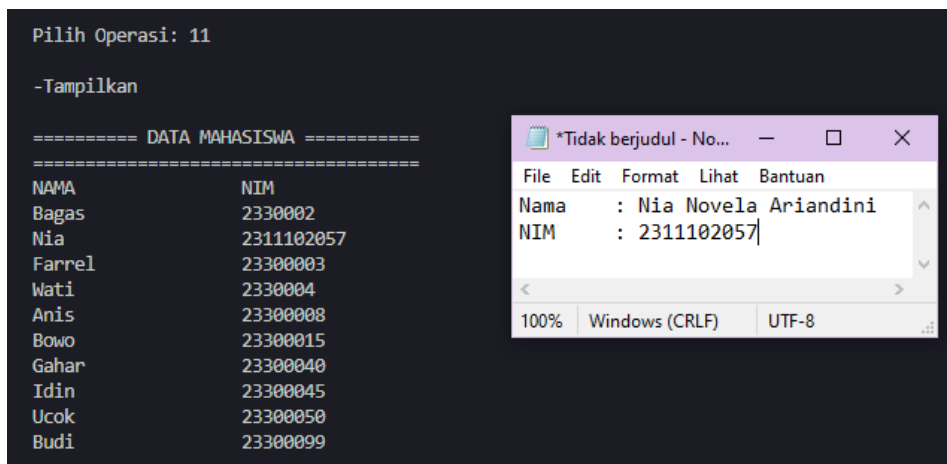 Pilih Operasi: 11
-Tampilkan
========== DATA MAHASISWA ===========
=====================================
NAMA NIM
Bagas 2330002
Nia 2311102057
Farrel 23300003
Wati 2330004
Anis 23300008
Bowo 23300015
Gahar 23300040
Idin 23300045
Ucok 23300050
Budi 23300099
*Tidak berjudul - No...
File Edit Format Lihat Bantuan
Nama : Nia Novela Ariandini
NIM : 2311102057
100% Windows (CRLF) UTF-8